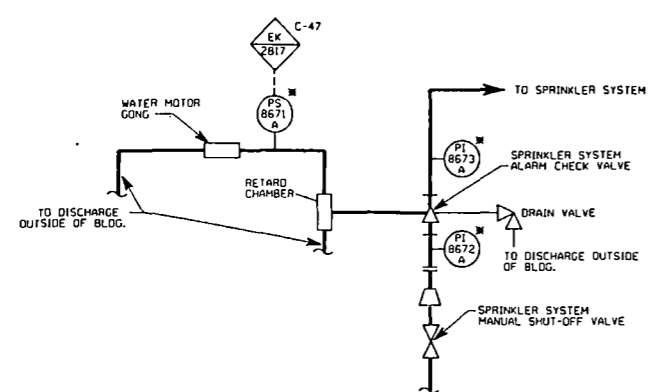 C-47
EK
2817
TO SPRINKLER SYSTEM
WATER MOTOR
GONG
PS
8671
A
PI
8673
A
SPRINKLER SYSTEM
ALARM CHECK VALVE
RETARD
CHAMBER
TO DISCHARGE
OUTSIDE OF BLDG.
DRAIN VALVE
PI
8672
A
TO DISCHARGE OUTSIDE
OF BLDG.
SPRINKLER SYSTEM
MANUAL SHUT-OFF VALVE